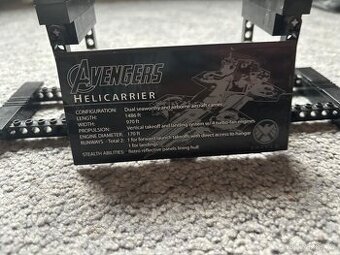 AVENGERS
HELICARRIER
CONFIGURATION: Dual seaworthy and airborne aircraft carrier
LENGTH: 1486 ft
WIDTH: 970 ft
PROPULSION: Vertical takeoff and landing system w/ 4 turbo-fan engines
ENGINE DIAMETER: 170 ft
RUNWAYS - Total 2: 1 for forward launch takeoffs with direct access to hangar
1 for landings
STEALTH ABILITIES: Retro reflective panels lining hull